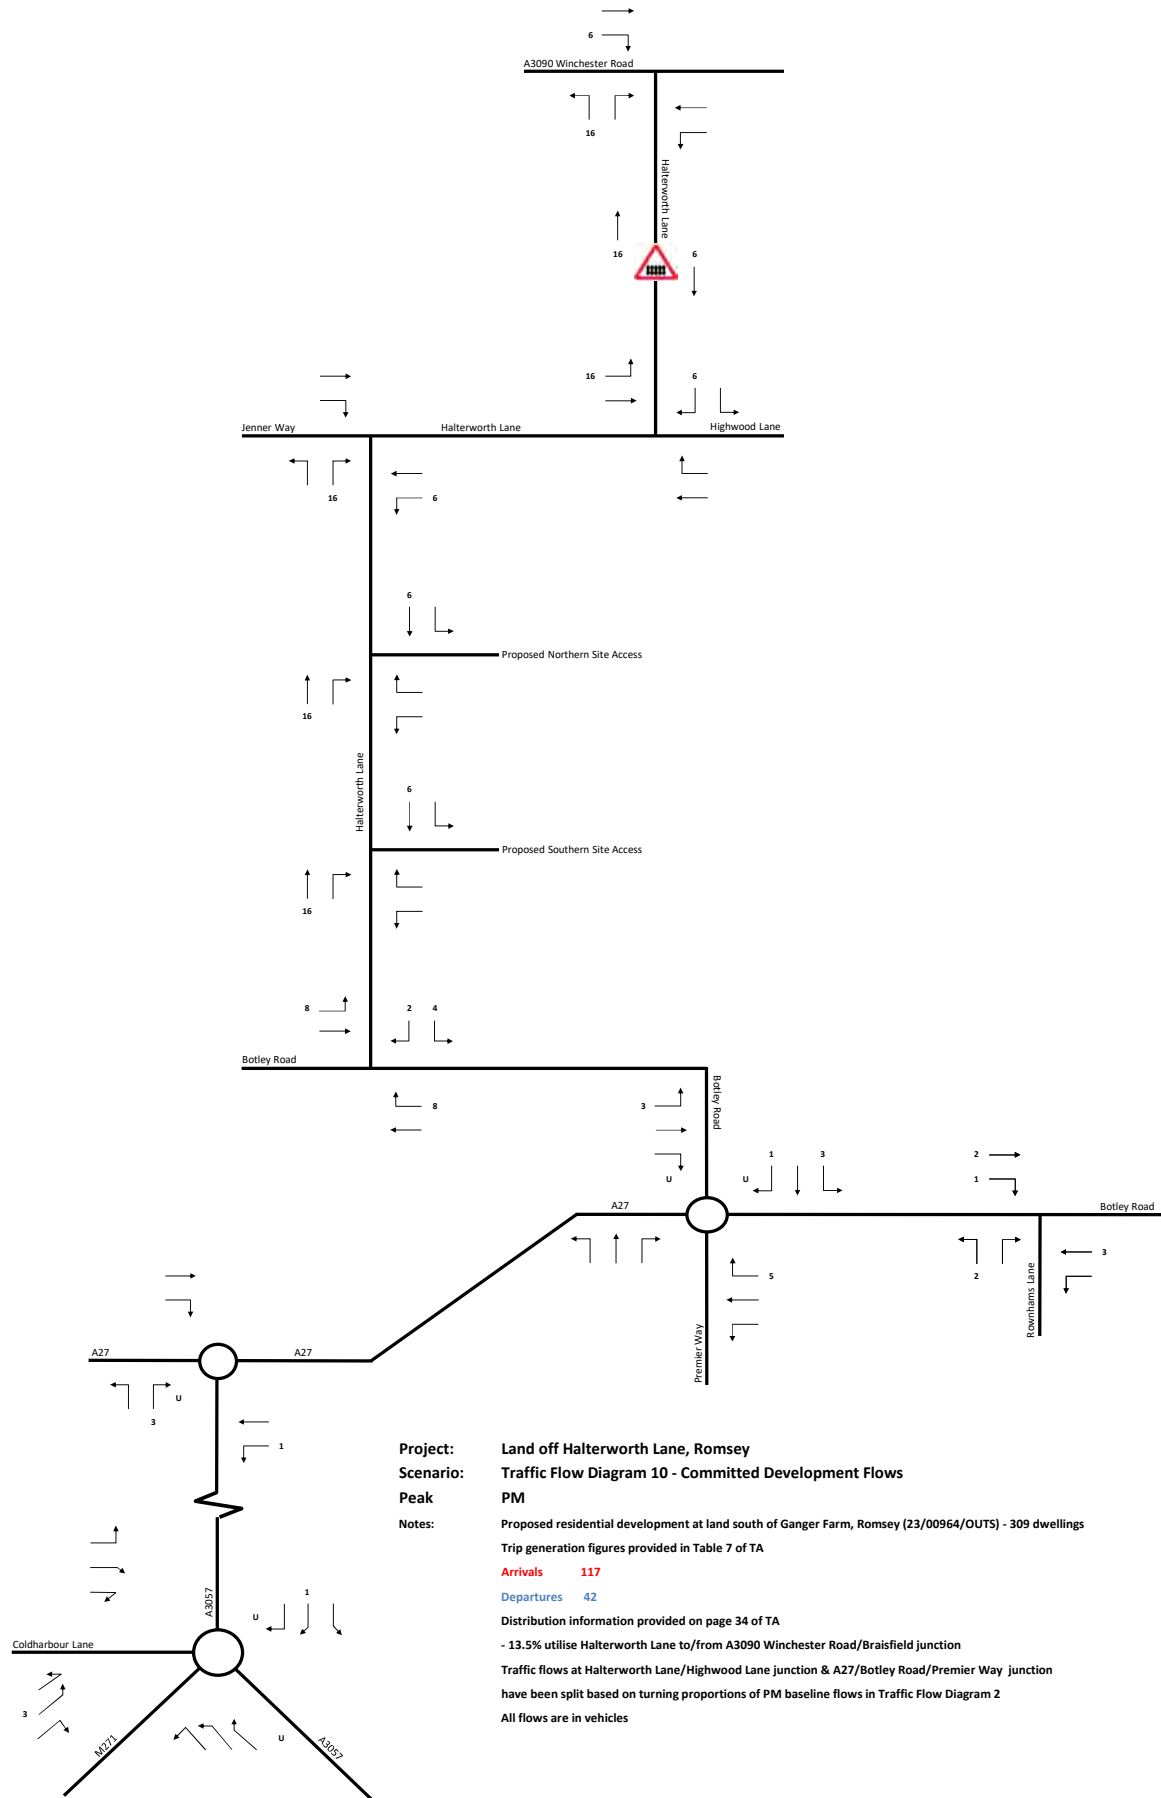 6
A3090 Winchester Road
16
Halterworth Lane
16
6
16
6
Jenner Way
Halterworth Lane
Highwood Lane
16
6
6
Proposed Northern Site Access
16
Halterworth Lane
6
Proposed Southern Site Access
16
8
2 4
Botley Road
8
Botley Road
3
U
U
1 3
2
1
A27
Botley Road
5
2
3
Premier Way
Rownhams Lane
A27
A27
U
3
1
A3057
U
1
Coldharbour Lane
3
U
M271
A3057
Project: Land off Halterworth Lane, Romsey
Scenario: Traffic Flow Diagram 10 - Committed Development Flows
Peak PM
Notes: Proposed residential development at land south of Ganger Farm, Romsey (23/00964/OUTS) - 309 dwellings
Trip generation figures provided in Table 7 of TA
Arrivals 117
Departures 42
Distribution information provided on page 34 of TA
- 13.5% utilise Halterworth Lane to/from A3090 Winchester Road/Braisfield junction
Traffic flows at Halterworth Lane/Highwood Lane junction & A27/Botley Road/Premier Way junction
have been split based on turning proportions of PM baseline flows in Traffic Flow Diagram 2
All flows are in vehicles